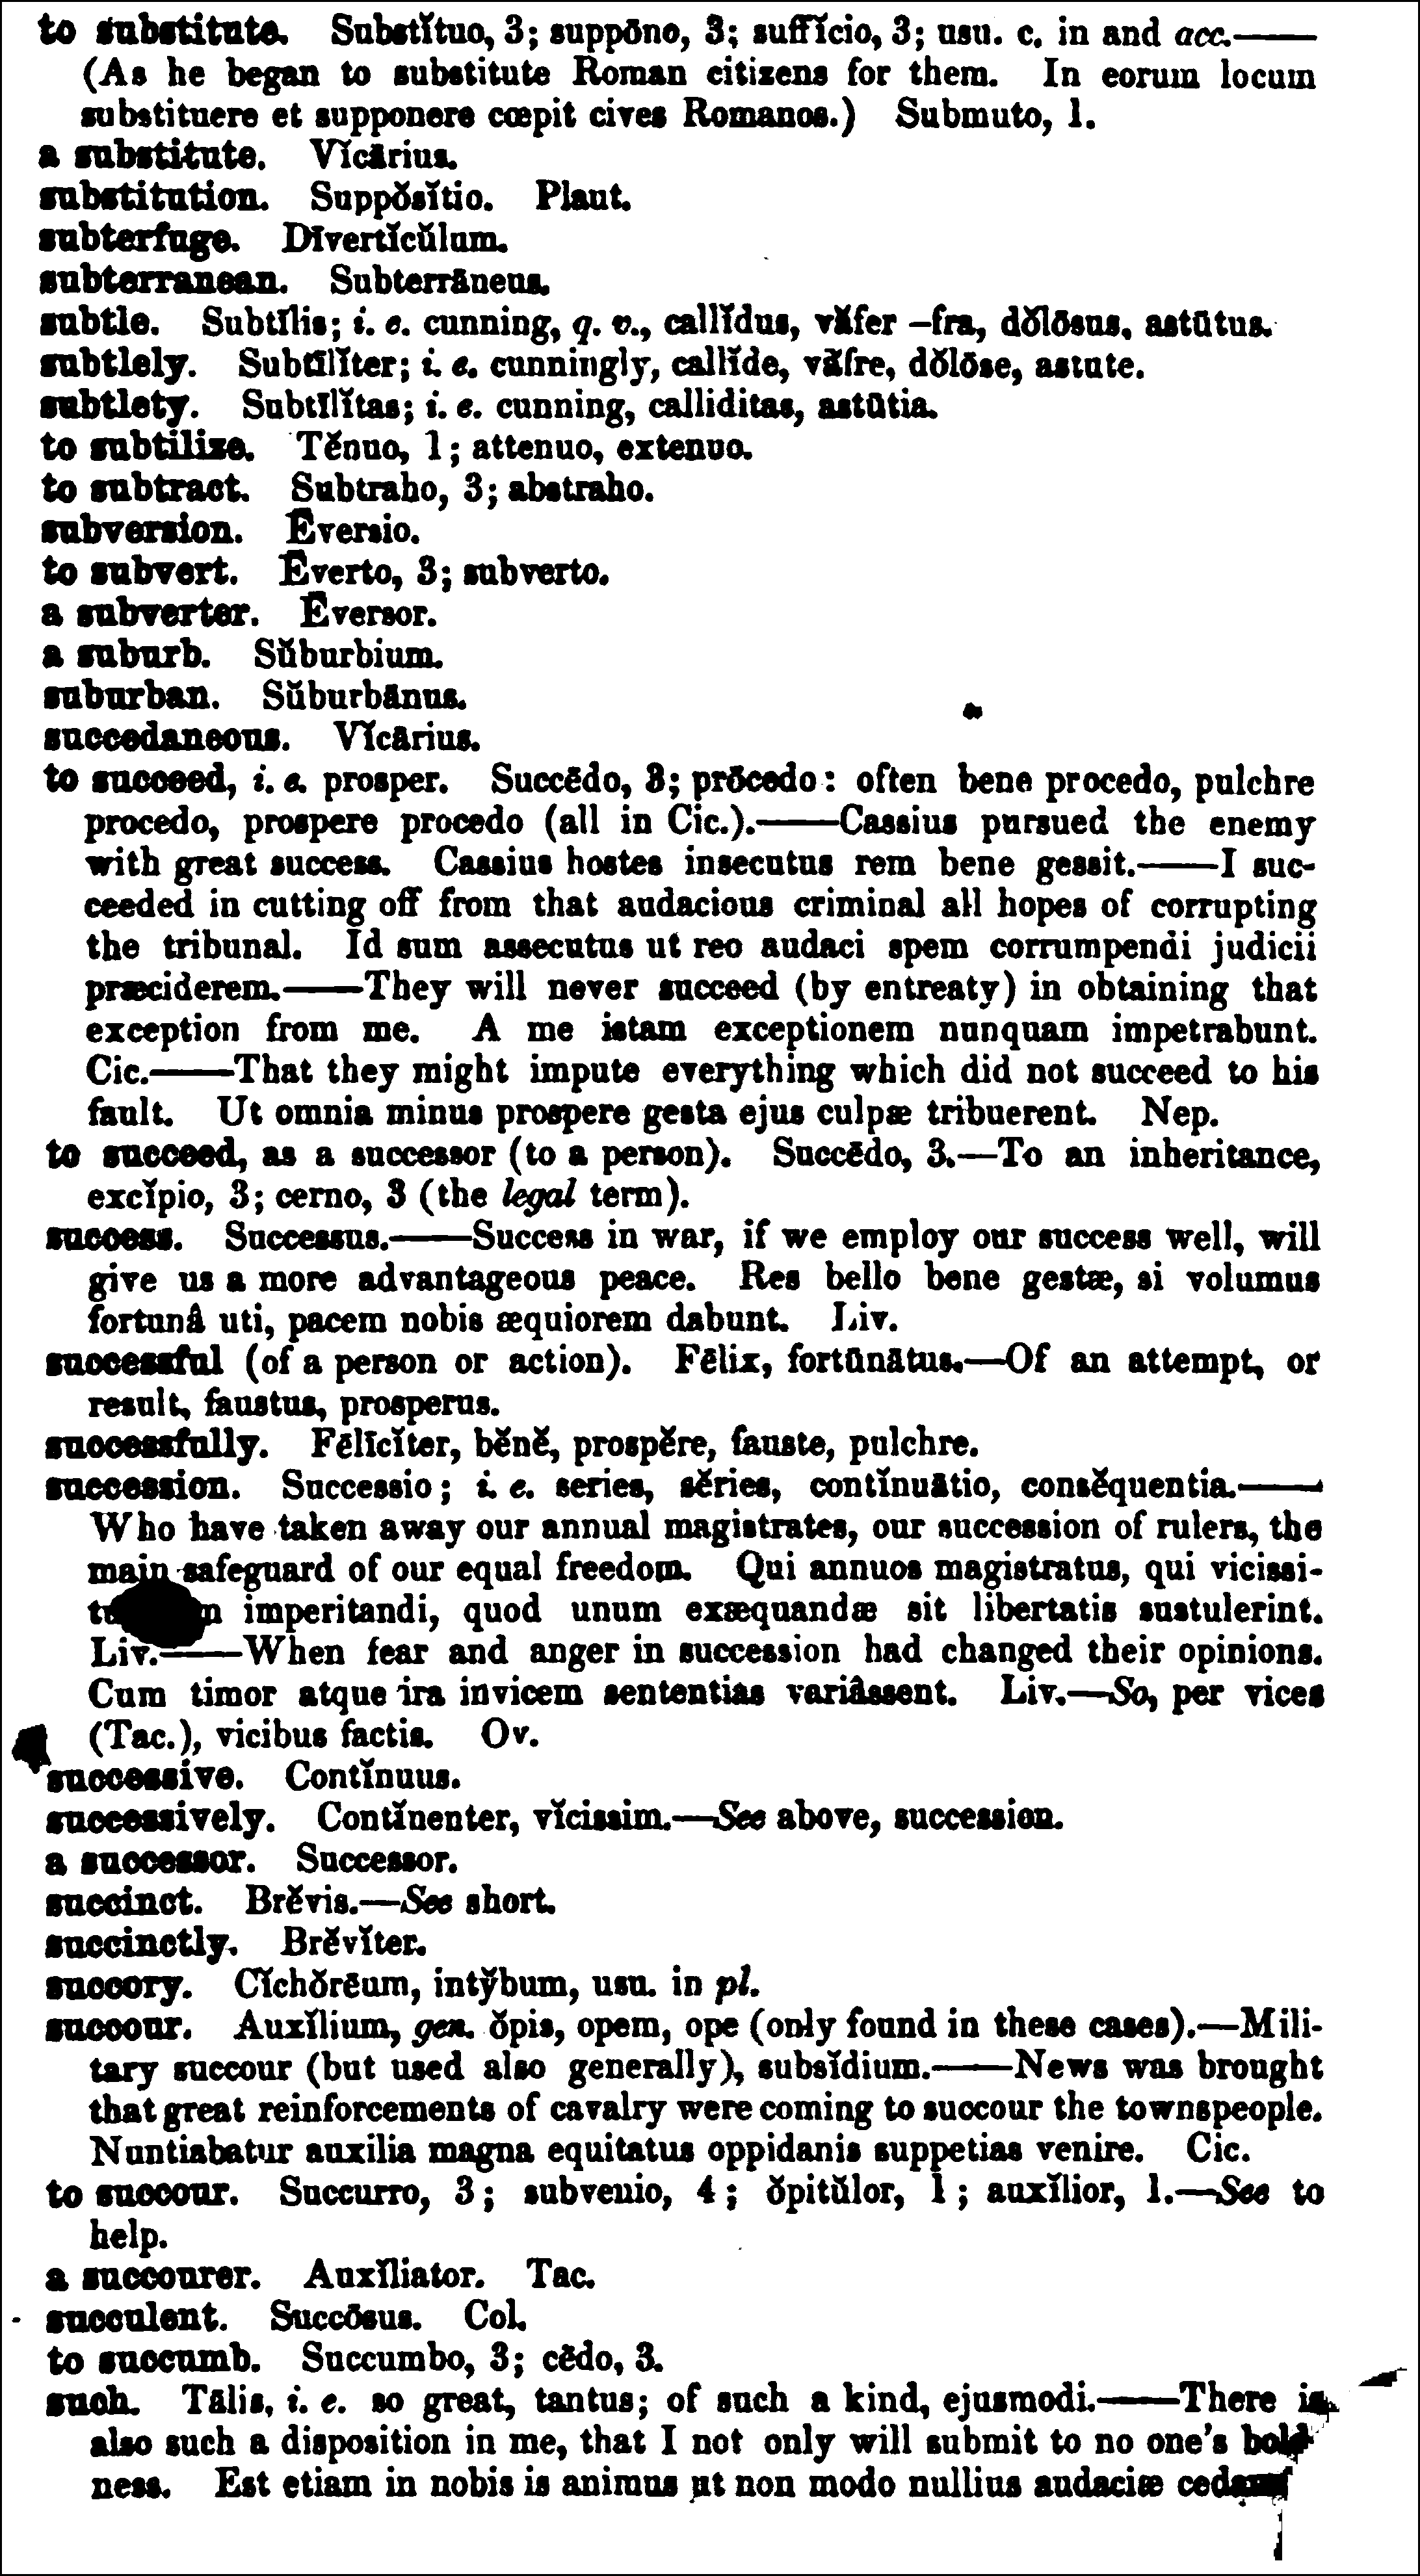 to substitute. Substĭtuo, 3; suppōno, 3; suffĭcio, 3; usu. c. in and acc.——
(As he began to substitute Roman citizens for them. In eorum locum
substituere et supponere cœpit cives Romanos.) Submuto, 1.
a substitute. Vĭcārius.
substitution. Suppŏsĭtio. Plaut.
subterfuge. Dīvertĭcŭlum.
subterranean. Subterrāneus.
subtle. Subtīlis; i. e. cunning, q. v., callĭdus, văfer –fra, dŏlōsus, astūtus.
subtlely. Subtīlĭter; i. e. cunningly, callĭde, văfre, dŏlōse, astute.
subtlety. Subtīlĭtas; i. e. cunning, calliditas, astūtia.
to subtilize. Tĕnuo, 1; attenuo, extenuo.
to subtract. Subtraho, 3; abstraho.
subversion. Ēversio.
to subvert. Ēverto, 3; subverto.
a subverter. Ēversor.
a suburb. Sŭburbium.
suburban. Sŭburbānus.
succedaneous. Vĭcārius.
to succeed, i. e. prosper. Succēdo, 3; prōcedo: often bene procedo, pulchre
procedo, prospere procedo (all in Cic.).——Cassius pursued the enemy
with great success. Cassius hostes insecutus rem bene gessit.——I suc-
ceeded in cutting off from that audacious criminal all hopes of corrupting
the tribunal. Id sum assecutus ut reo audaci spem corrumpendi judicii
præciderem.——They will never succeed (by entreaty) in obtaining that
exception from me. A me istam exceptionem nunquam impetrabunt.
Cic.——That they might impute everything which did not succeed to his
fault. Ut omnia minus prospere gesta ejus culpæ tribuerent. Nep.
to succeed, as a successor (to a person). Succēdo, 3.—To an inheritance,
excĭpio, 3; cerno, 3 (the legal term).
success. Successus.——Success in war, if we employ our success well, will
give us a more advantageous peace. Res bello bene gestæ, si volumus
fortunâ uti, pacem nobis æquiorem dabunt. Liv.
successful (of a person or action). Fēlix, fortūnātus.—Of an attempt, or
result, faustus, prosperus.
successfully. Fēlīcĭter, bĕnĕ, prospĕre, fauste, pulchre.
succession. Successio; i. e. series, sĕries, contĭnuātio, consĕquentia.——
Who have taken away our annual magistrates, our succession of rulers, the
main safeguard of our equal freedom. Qui annuos magistratus, qui vicissi-
imperitandi, quod unum exæquandæ sit libertatis sustulerint.
Liv.——When fear and anger in succession had changed their opinions.
Cum timor atque ira invicem sententias variâssent. Liv.—So, per vices
(Tac.), vicibus factis. Ov.
successive. Contĭnuus.
successively. Contĭnenter, vĭcissim.—See above, succession.
a successor. Successor.
succinct. Brĕvis.—See short.
succinctly. Brĕvĭter.
succory. Cĭchŏrēum, intўbum, usu. in pl.
succour. Auxĭlium, gen. ŏpis, opem, ope (only found in these cases).—Mili-
tary succour (but used also generally), subsĭdium.——News was brought
that great reinforcements of cavalry were coming to succour the townspeople.
Nuntiabatur auxilia magna equitatus oppidanis suppetias venire. Cic.
to succour. Succurro, 3; subvenio, 4; ŏpitŭlor, 1; auxĭlior, 1.—See to
help.
a succourer. Auxĭliator. Tac.
succulent. Succōsus. Col.
to succumb. Succumbo, 3; cēdo, 3.
such. Tālis, i. e. so great, tantus; of such a kind, ejusmodi.——There is
also such a disposition in me, that I not only will submit to no one's bold-
ness. Est etiam in nobis is animus ut non modo nullius audaciæ